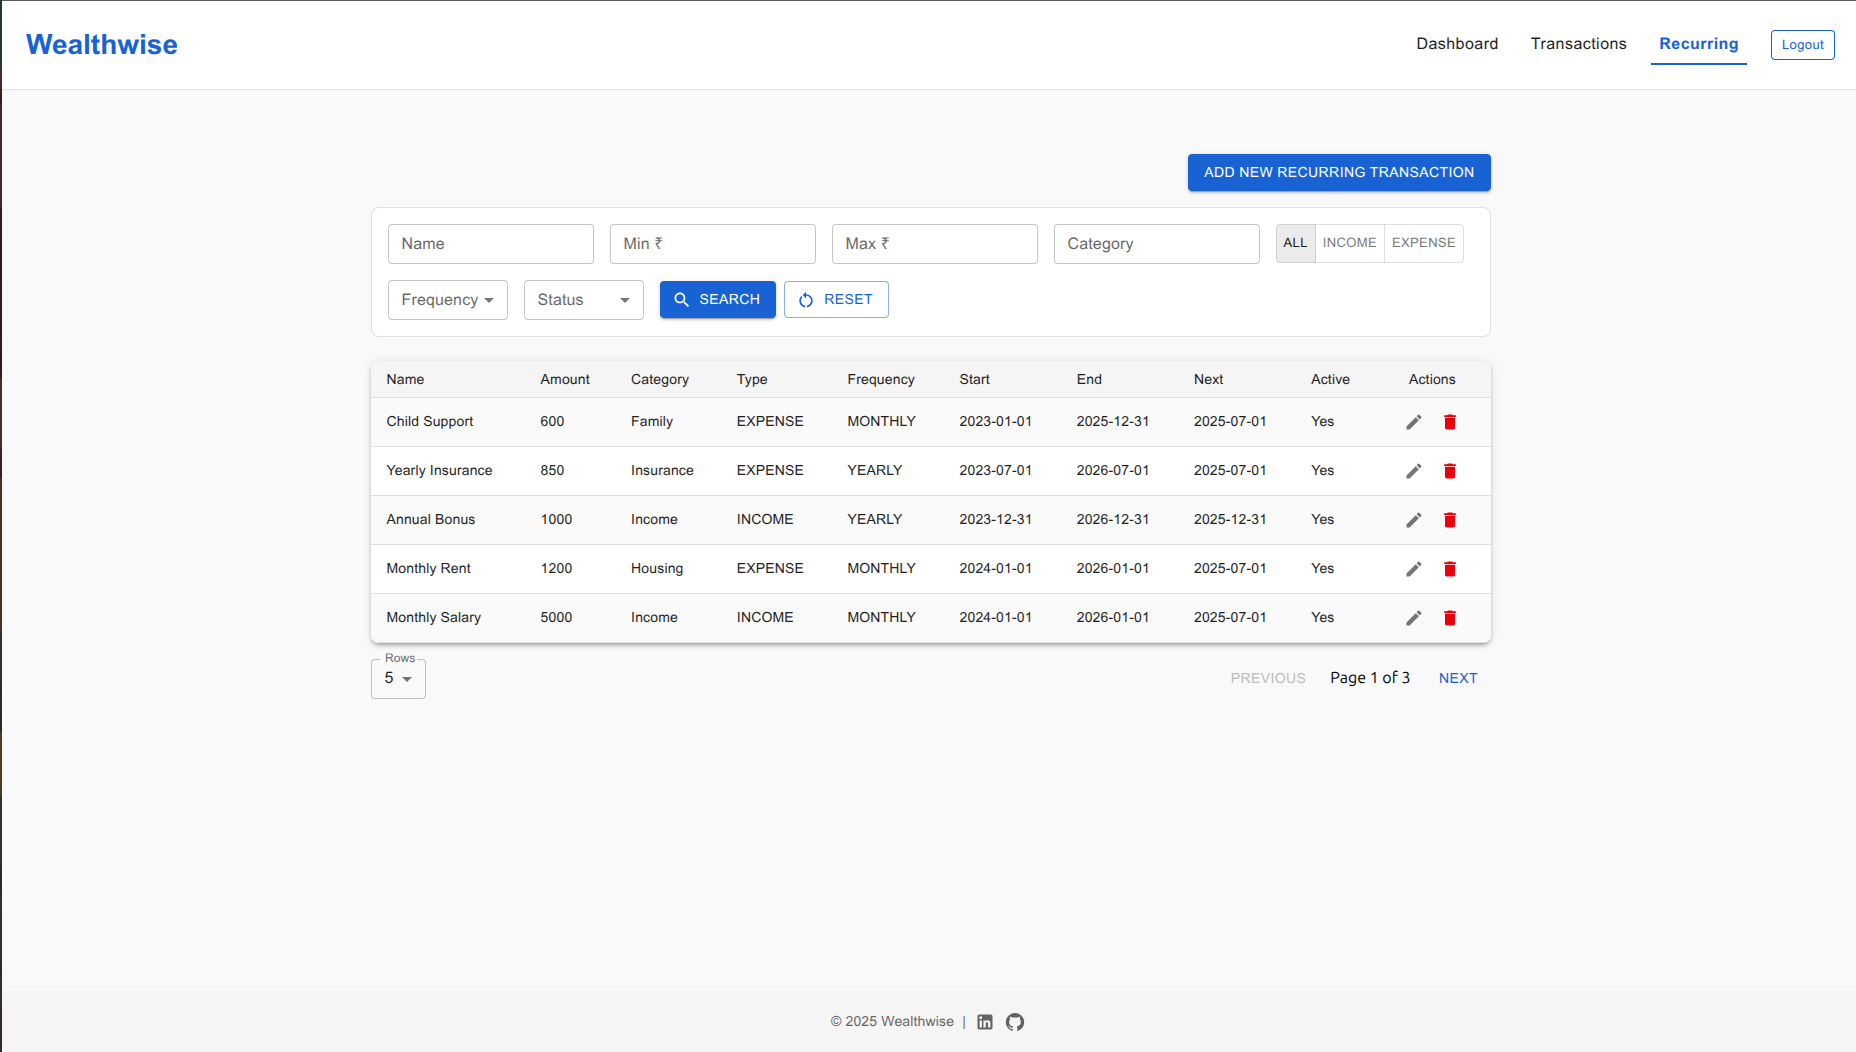 Wealthwise
Dashboard Transactions Recurring Logout
ADD NEW RECURRING TRANSACTION
Name Min ₹ Max ₹ Category ALL INCOME EXPENSE
Frequency Status SEARCH RESET
Name Amount Category Type Frequency Start End Next Active Actions
Child Support 600 Family EXPENSE MONTHLY 2023-01-01 2025-12-31 2025-07-01 Yes
Yearly Insurance 850 Insurance EXPENSE YEARLY 2023-07-01 2026-07-01 2025-07-01 Yes
Annual Bonus 1000 Income INCOME YEARLY 2023-12-31 2026-12-31 2025-12-31 Yes
Monthly Rent 1200 Housing EXPENSE MONTHLY 2024-01-01 2026-01-01 2025-07-01 Yes
Monthly Salary 5000 Income INCOME MONTHLY 2024-01-01 2026-01-01 2025-07-01 Yes
Rows
5 PREVIOUS Page 1 of 3 NEXT
© 2025 Wealthwise | in